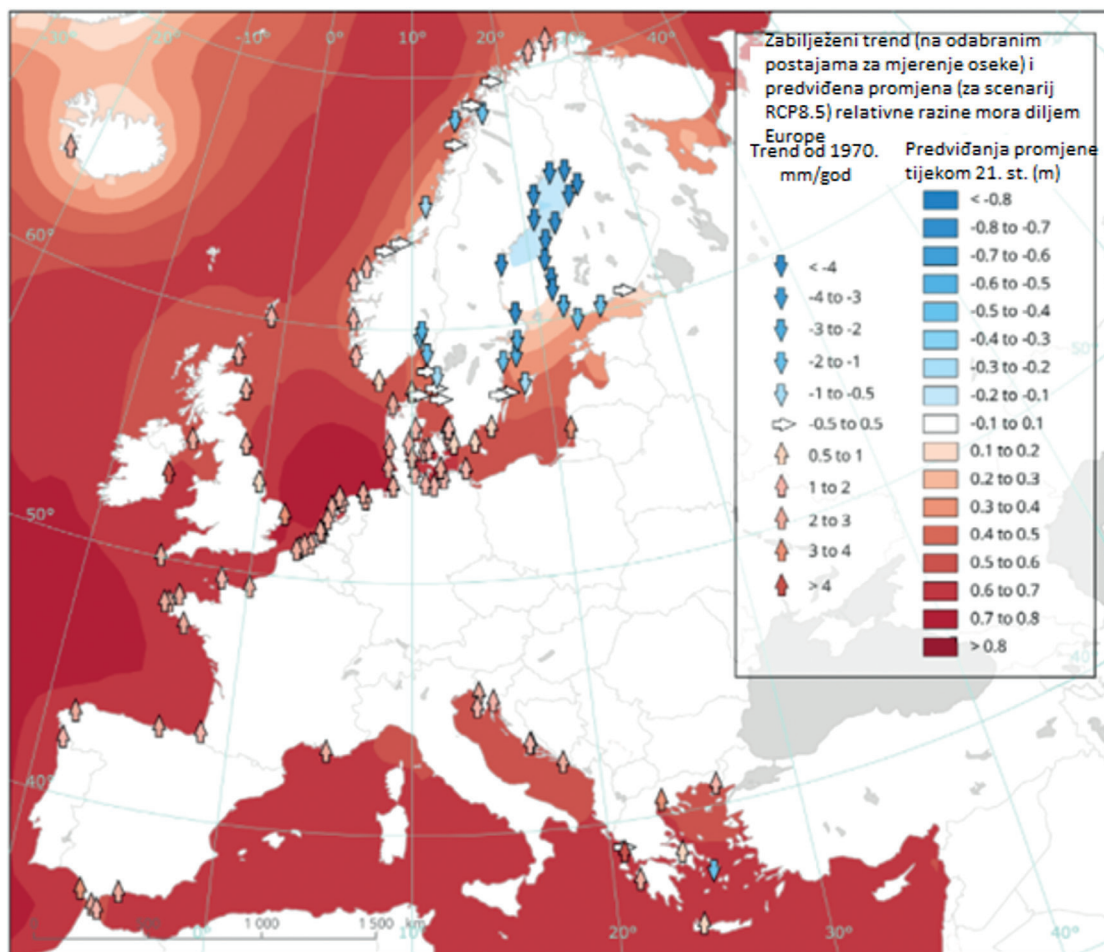 -30°
-20°
-10°
0°
10°
20°
30°
40°
50°
60°
70°
Zabilježeni trend (na odabranim
postajama za mjerenje oseke) i
predviđena promjena (za scenarij
RCP8.5) relativne razine mora diljem
Europe
Trend od 1970.
mm/god
Predviđanja promjene
tijekom 21. st. (m)
< -4
-4 to -3
-3 to -2
-2 to -1
-1 to -0.5
-0.5 to 0.5
0.5 to 1
1 to 2
2 to 3
3 to 4
> 4
< -0.8
-0.8 to -0.7
-0.7 to -0.6
-0.6 to -0.5
-0.5 to -0.4
-0.4 to -0.3
-0.3 to -0.2
-0.2 to -0.1
-0.1 to 0.1
0.1 to 0.2
0.2 to 0.3
0.3 to 0.4
0.4 to 0.5
0.5 to 0.6
0.6 to 0.7
0.7 to 0.8
> 0.8
60°
50°
50°
40°
40°
0
500
1 000
1 500 km
0°
10°
20°
30°
40°